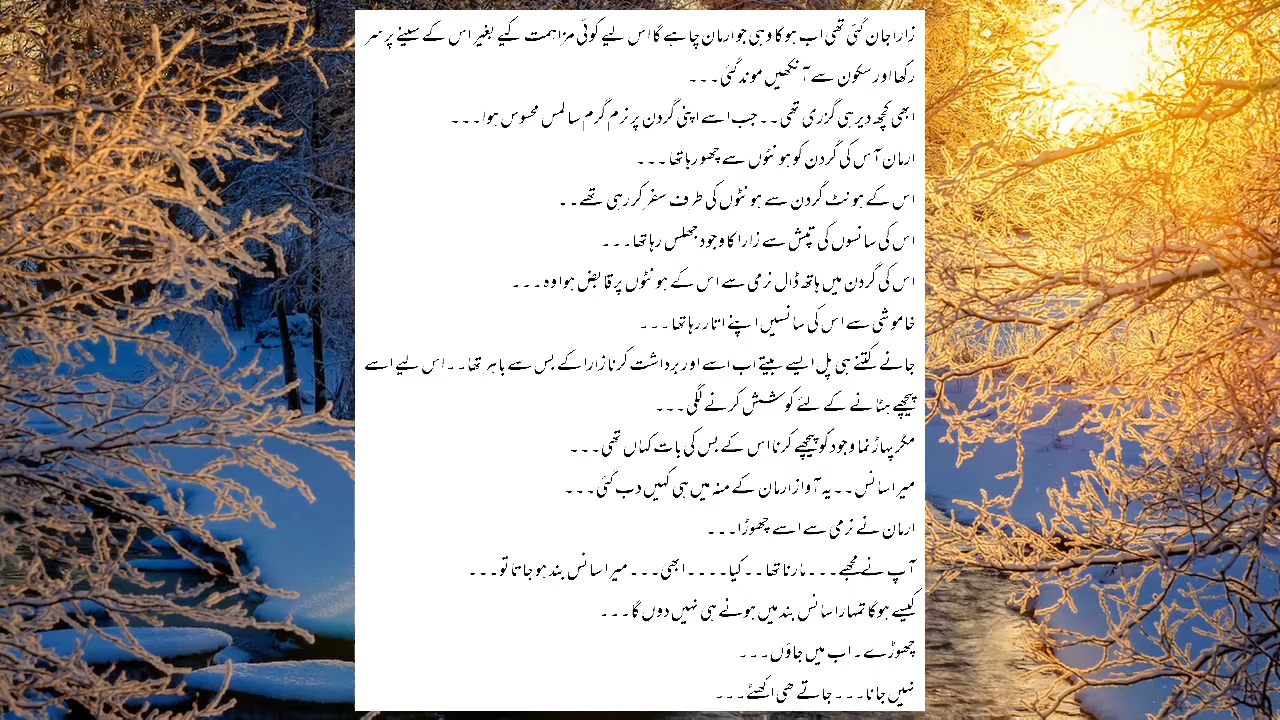 زارا جان گئی تھی اب ہو گا وہی جو ارمان چاہے گا اس لیے کوئی مزاہمت کیے بغیر اس کے سینے پر سر
رکھا اور سکون سے آنکھیں موند گئی۔۔۔
ابھی کچھ دیر ہی گزری تھی۔۔جب اسے اپنی گردن پر نرم گرم سا لمس محسوس ہوا۔۔۔
ارمان آس کی گردن کو ہونٹوں سے چھو رہا تھا۔۔۔
اس کے ہونٹ گردن سے ہونٹوں کی طرف سفر کر رہی تھے۔۔
اس کی سانسوں کی تپش سے زارا کا وجود جھلس رہا تھا۔۔۔
اس کی گردن میں ہاتھ ڈال نرمی سے اس کے ہونٹوں پر قابض ہوا وہ۔۔۔
خاموشی سے اس کی سانسیں اپنے اتار رہا تھا۔۔۔
جانے کتنے ہی پل ایسے بیتے اب اسے اور برداشت کرنا زارا کے بس سے باہر تھا۔۔اس لیے اسے
پیچھے ہٹانے کے لئے کوشش کرنے لگی۔۔۔
مگر پہاڑ نما وجود کو پیچھے کرنا اس کے بس کی بات کہاں تھی۔۔۔
میرا سانس۔۔یہ آواز ارمان کے منہ میں ہی کہیں دب گئی۔۔۔
ارمان نے نرمی سے اسے چھوڑا۔۔۔
آپ نے مجھے۔۔۔مارنا تھا۔۔کیا۔۔۔۔ابھی۔۔۔میرا سانس بند ہو جاتا تو۔۔۔
کیسے ہو گا تمہارا سانس بند میں ہونے ہی نہیں دوں گا۔۔۔
چھوڑے۔اب میں جاؤں۔۔۔
نہیں جانا۔۔۔جاتے ھی اکھٹے۔۔۔